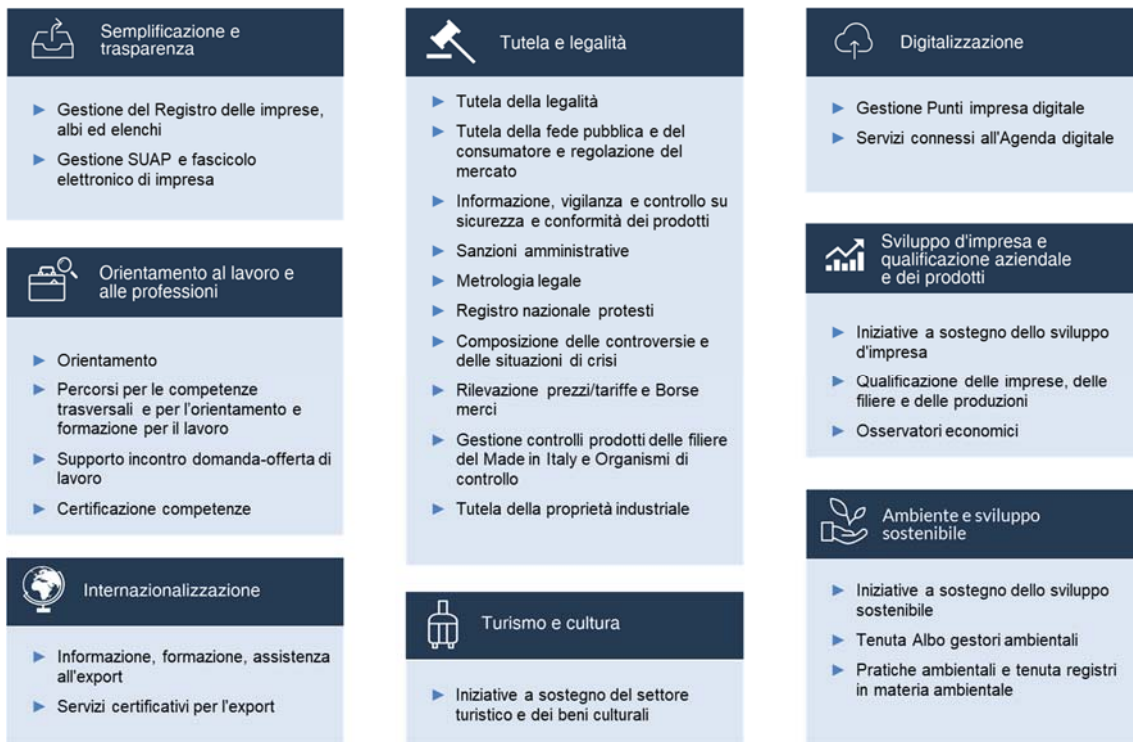 Semplificazione e
trasparenza
Gestione del Registro delle imprese,
albi ed elenchi
Gestione SUAP e fascicolo
elettronico di impresa
Orientamento al lavoro e
alle professioni
Orientamento
Percorsi per le competenze
trasversali e per l'orientamento e
formazione per il lavoro
Supporto incontro domanda-offerta di
lavoro
Certificazione competenze
Internazionalizzazione
Informazione, formazione, assistenza
all'export
Servizi certificativi per l'export
Tutela e legalità
Tutela della legalità
Tutela della fede pubblica e del
consumatore e regolazione del
mercato
Informazione, vigilanza e controllo su
sicurezza e conformità dei prodotti
Sanzioni amministrative
Metrologia legale
Registro nazionale protesti
Composizione delle controversie e
delle situazioni di crisi
Rilevazione prezzi/tariffe e Borse
merci
Gestione controlli prodotti delle filiere
del Made in Italy e Organismi di
controllo
Tutela della proprietà industriale
Turismo e cultura
Iniziative a sostegno del settore
turistico e dei beni culturali
Digitalizzazione
Gestione Punti impresa digitale
Servizi connessi all'Agenda digitale
Sviluppo d'impresa e
qualificazione aziendale
e dei prodotti
Iniziative a sostegno dello sviluppo
d'impresa
Qualificazione delle imprese, delle
filiere e delle produzioni
Osservatori economici
Ambiente e sviluppo
sostenibile
Iniziative a sostegno dello sviluppo
sostenibile
Tenuta Albo gestori ambientali
Pratiche ambientali e tenuta registri
in materia ambientale